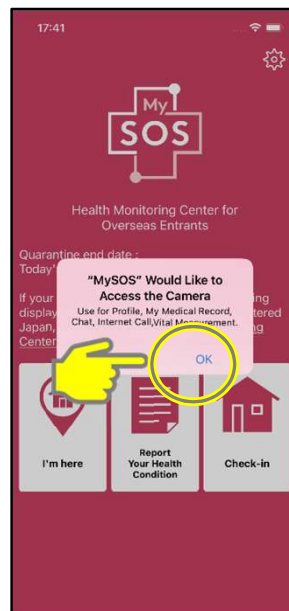 17:41
My
SOS
Health Monitoring Center for
Overseas Entrants
Quarantine end date :
Today'
"MySOS" Would Like to
Access the Camera
Use for Profile, My Medical Record,
Chat, Internet Call,Vital Measurement.
OK
If your
ing
display
tered
Japan,
Center
I'm here
Report
Your Health
Condition
Check-in